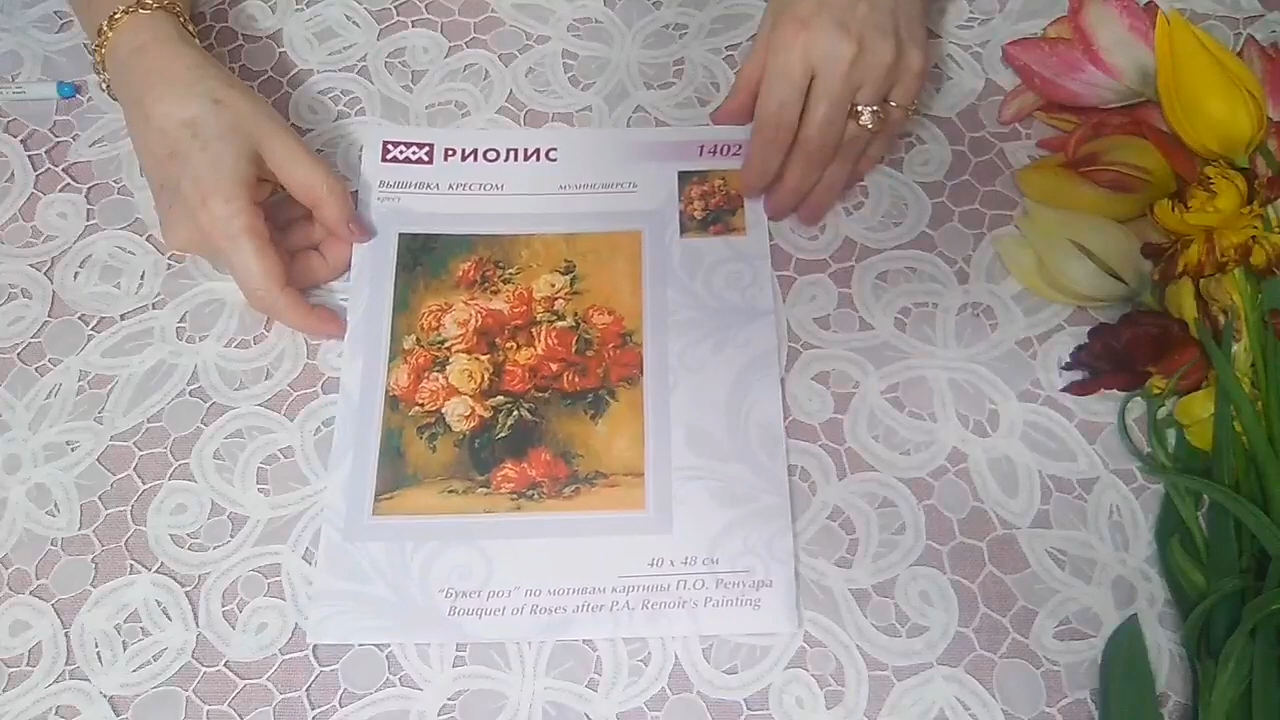 РИОЛИС
1402
ВЫШИВКА КРЕСТОМ
МУЛИНЕ/ШЕРСТЬ
крест
40 х 48 см
"Букет роз" по мотивам картины П.О. Ренуара
Bouquet of Roses after P.A. Renoir's Painting